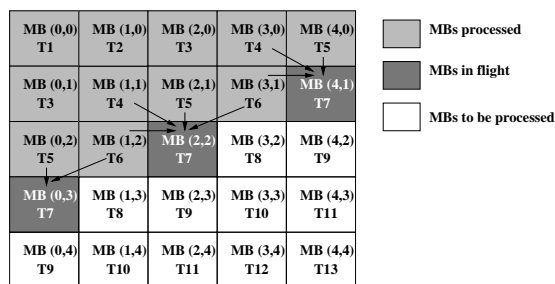 MB (0,0) MB (1,0) MB (2,0) MB (3,0) MB (4,0)
T1 T2 T3 T4 T5
MB (0,1) MB (1,1) MB (2,1) MB (3,1) MB (4,1)
T3 T4 T5 T6 T7
MB (0,2) MB (1,2) MB (2,2) MB (3,2) MB (4,2)
T5 T6 T7 T8 T9
MB (0,3) MB (1,3) MB (2,3) MB (3,3) MB (4,3)
T7 T8 T9 T10 T11
MB (0,4) MB (1,4) MB (2,4) MB (3,4) MB (4,4)
T9 T10 T11 T12 T13
MBs processed
MBs in flight
MBs to be processed